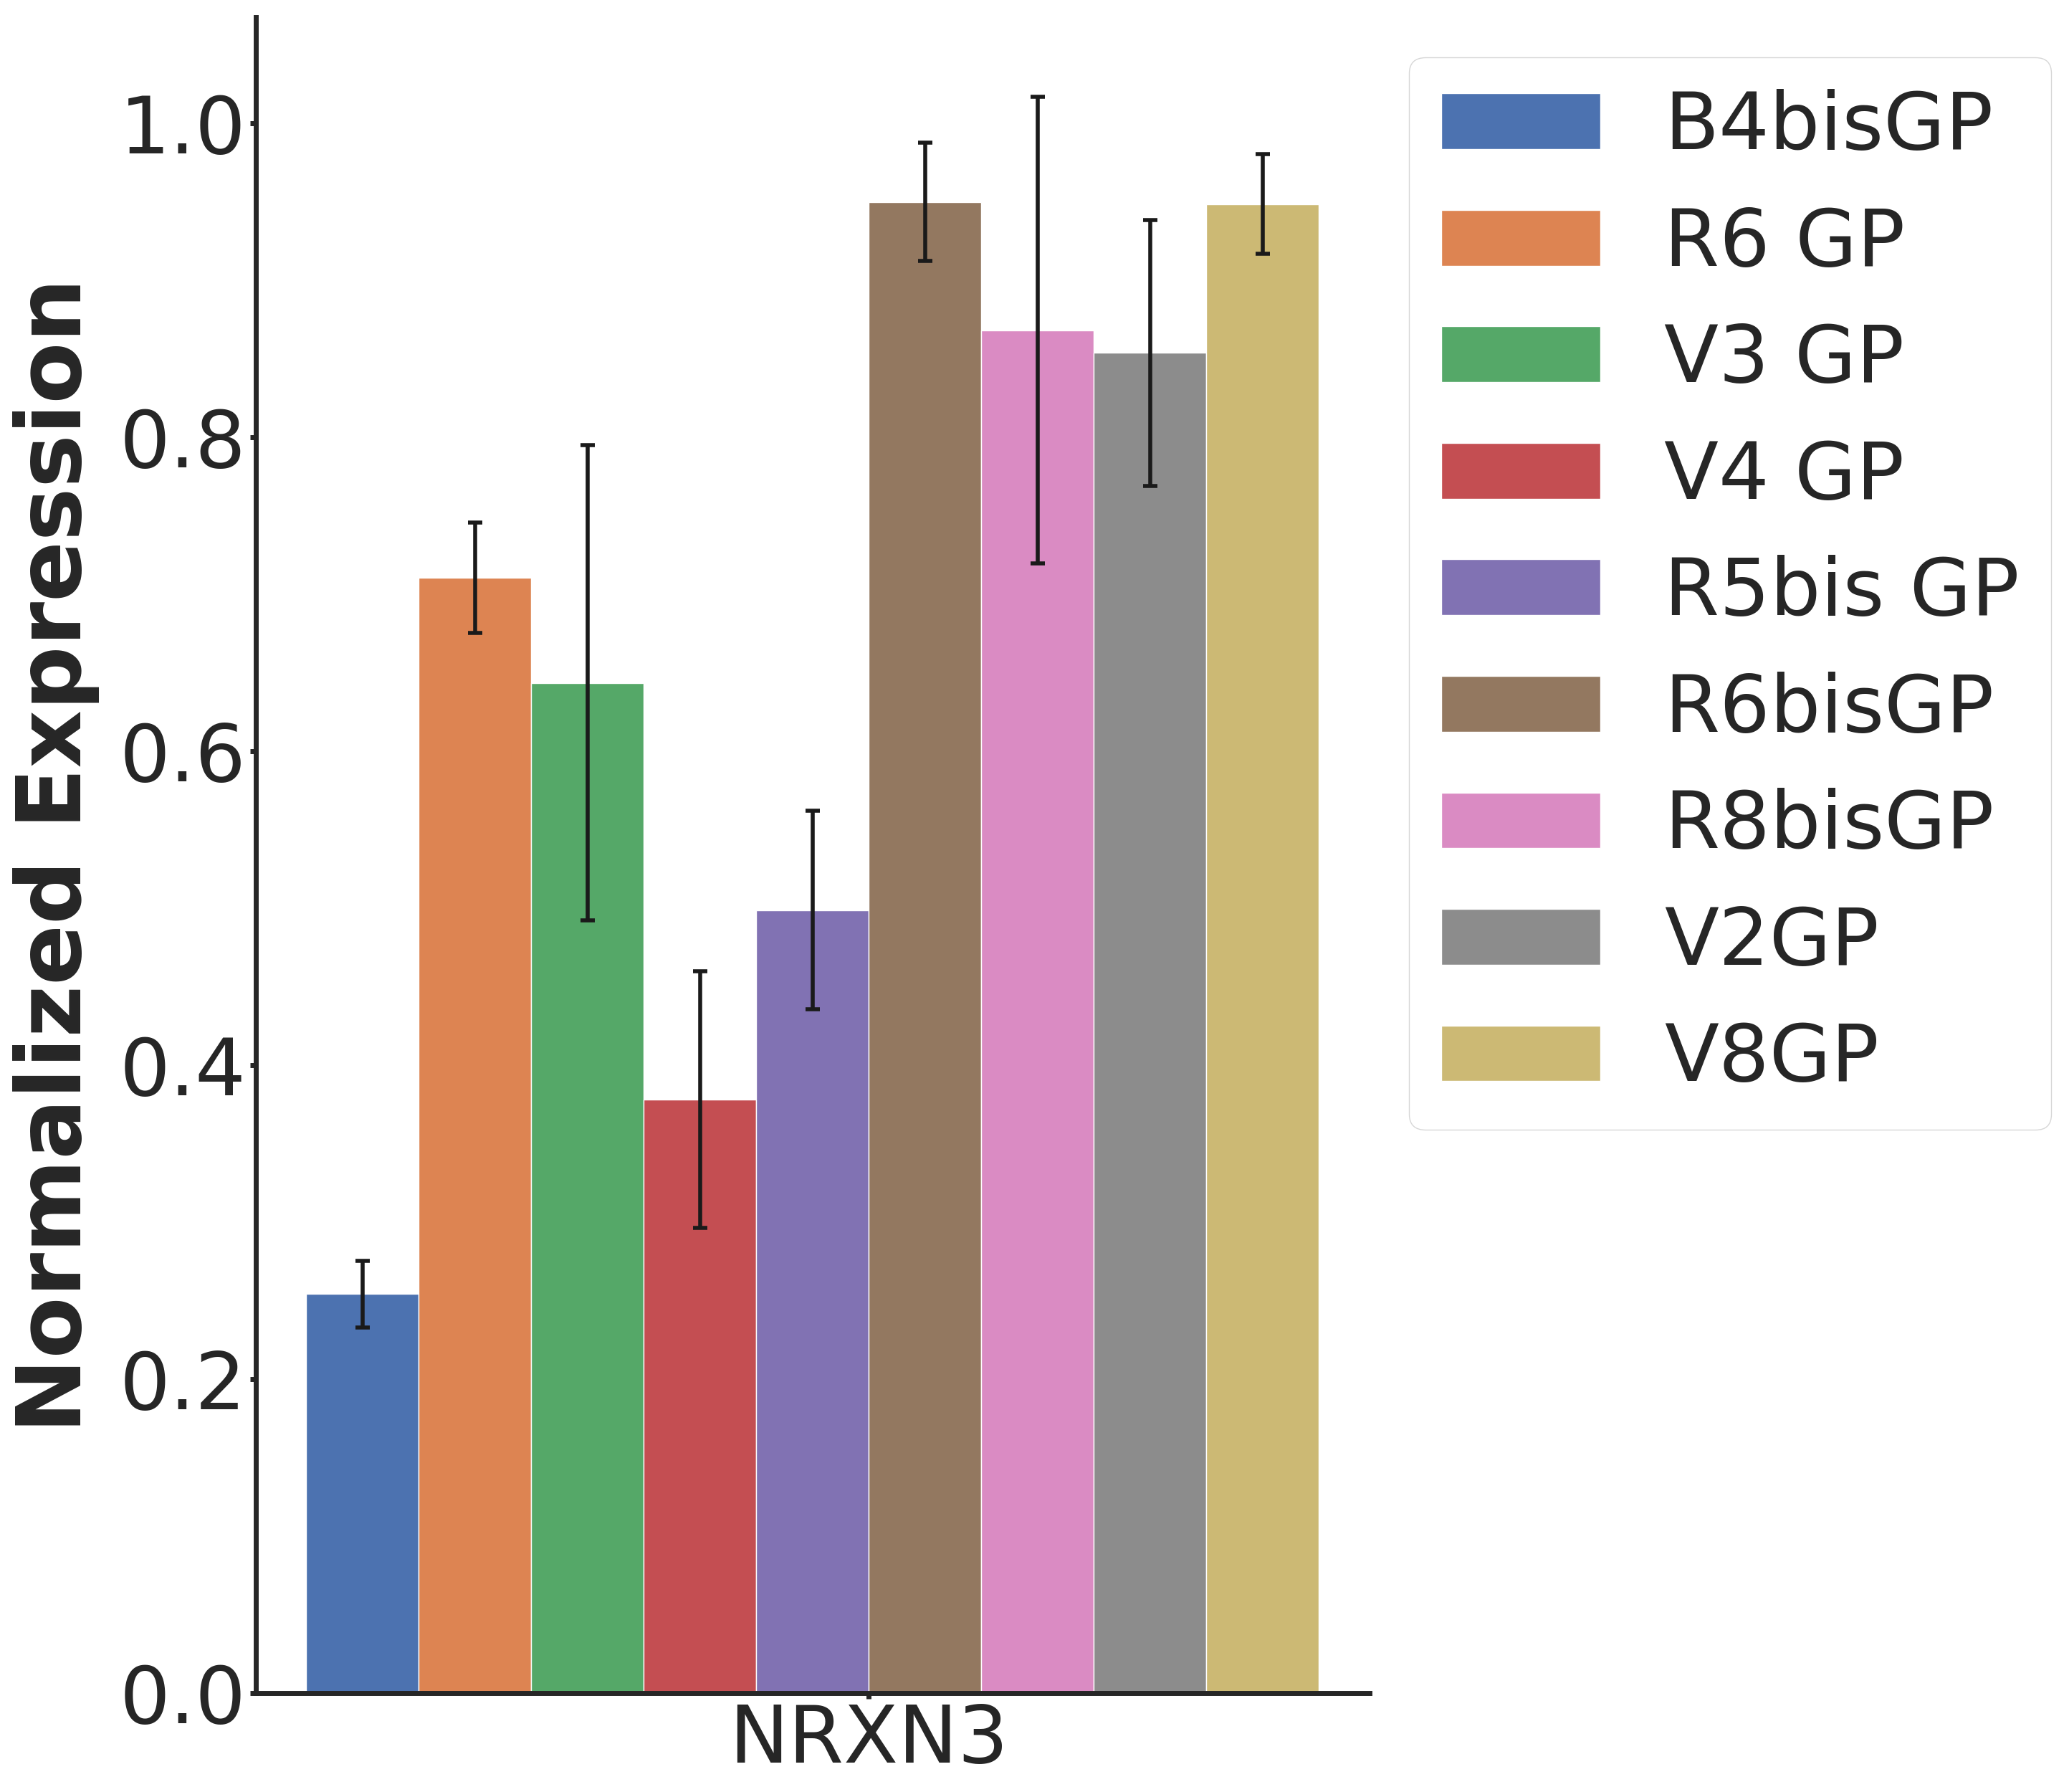 Normalized Expression
1.0
0.8
0.6
0.4
0.2
0.0
NRXN3
B4bisGP
R6 GP
V3 GP
V4 GP
R5bis GP
R6bisGP
R8bisGP
V2GP
V8GP